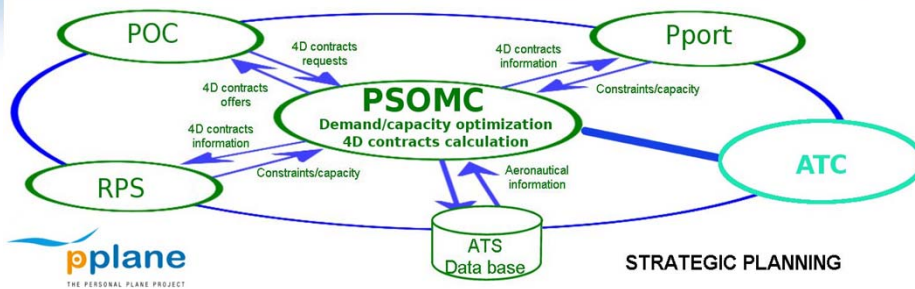 POC
4D contracts
requests
4D contracts
offers
4D contracts
information
Pport
Constraints/capacity
PSOMC
Demand/capacity optimization
4D contracts calculation
4D contracts
information
RPS
Constraints/capacity
Aeronautical
information
ATC
ATS
Data base
pplane
THE PERSONAL PLANE PROJECT
STRATEGIC PLANNING